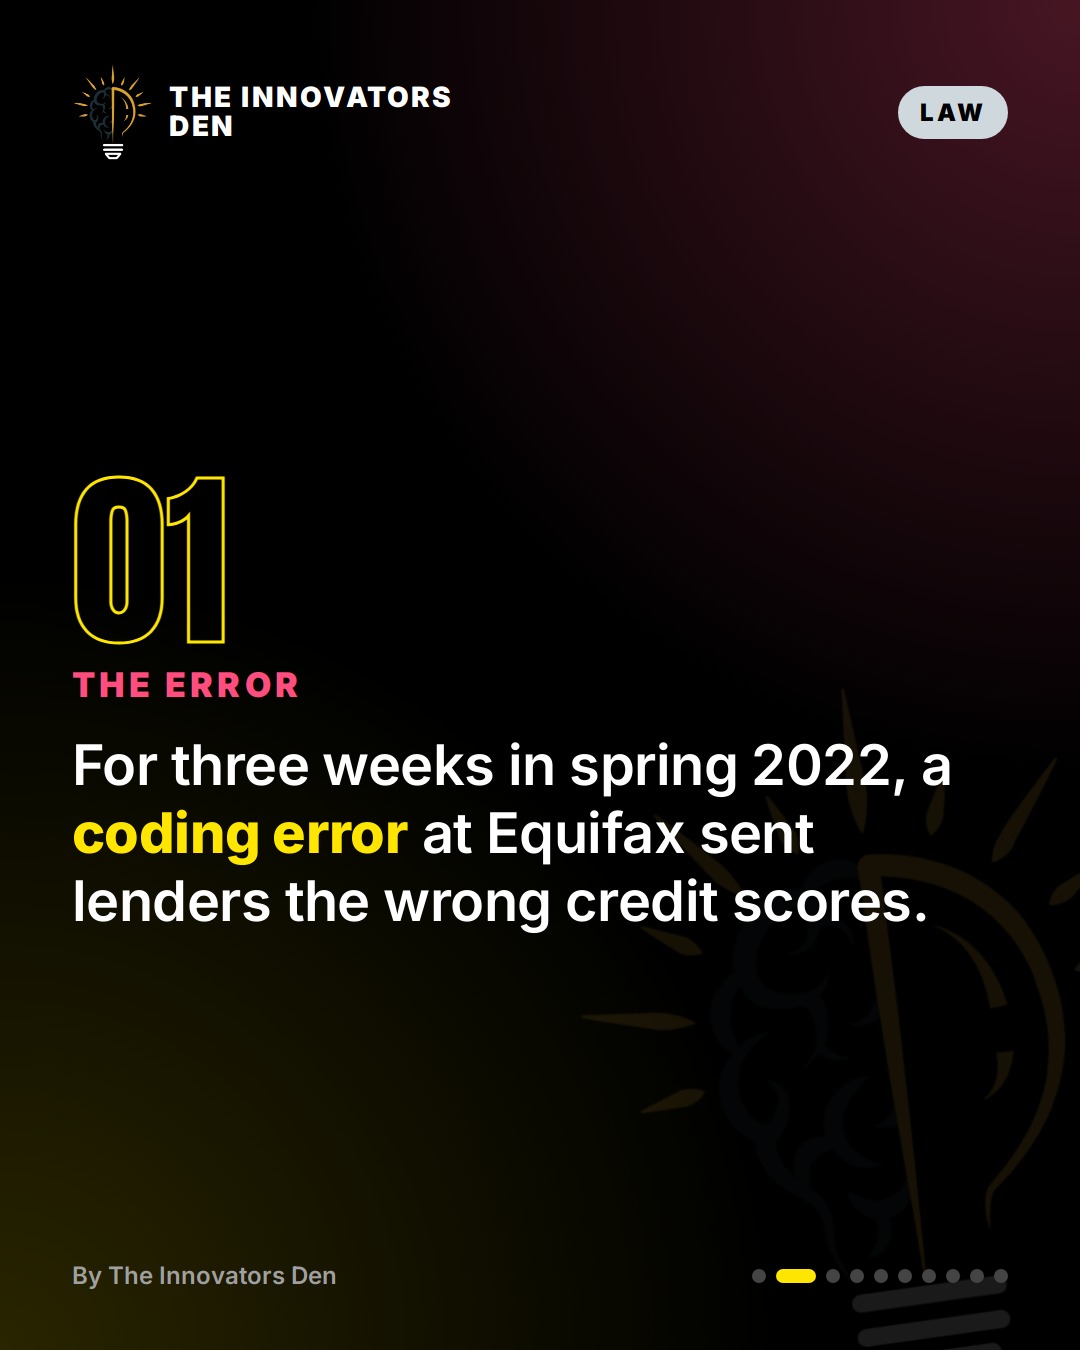 THE INNOVATORS
DEN
LAW
01
THE ERROR
For three weeks in spring 2022, a
coding error at Equifax sent
lenders the wrong credit scores.
By The Innovators Den